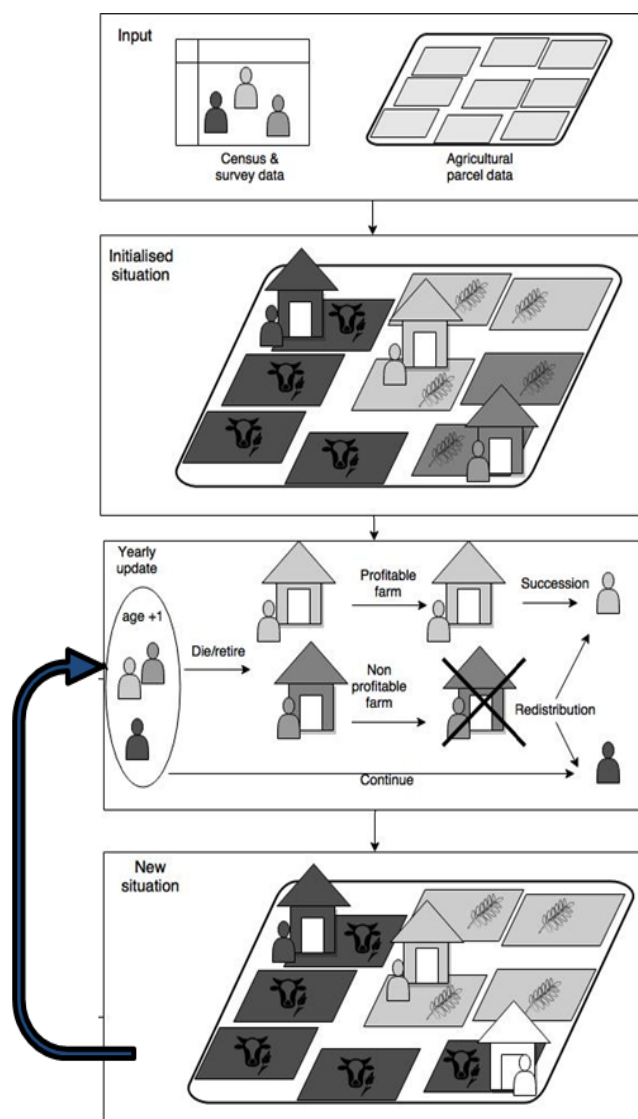 Input
Census &
survey data
Agricultural
parcel data
Initialised
situation
Yearly
update
age +1
Die/retire
Profitable
farm
Succession
Non
profitable
farm
Redistribution
Continue
New
situation